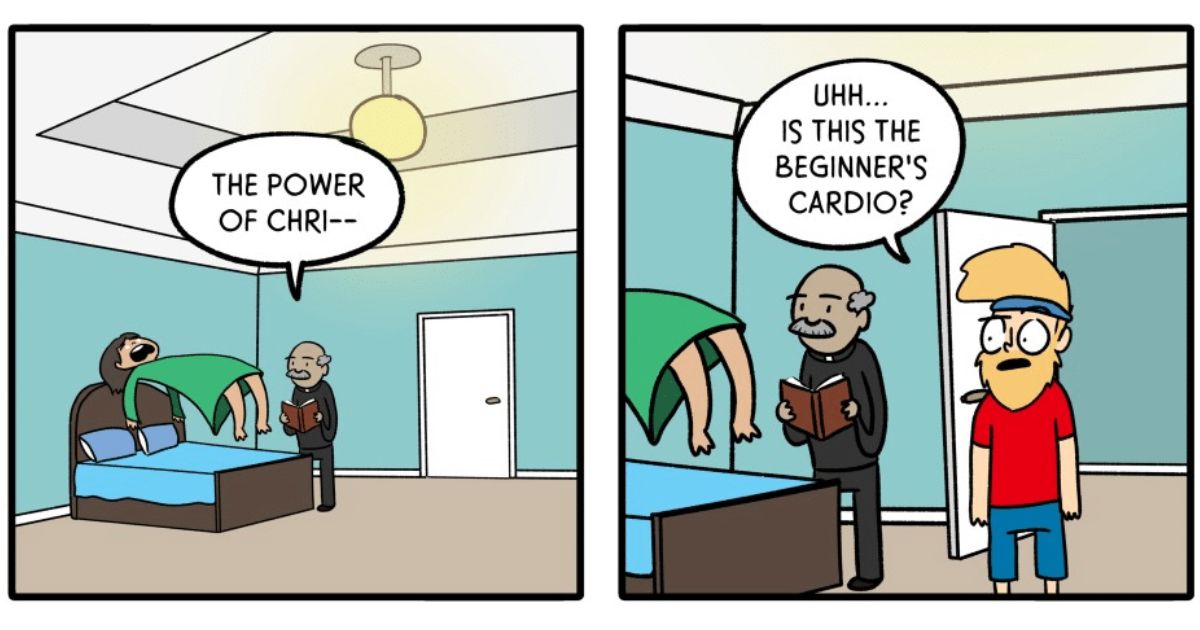 THE POWER
OF CHRI--
UHH...
IS THIS THE
BEGINNER'S
CARDIO?